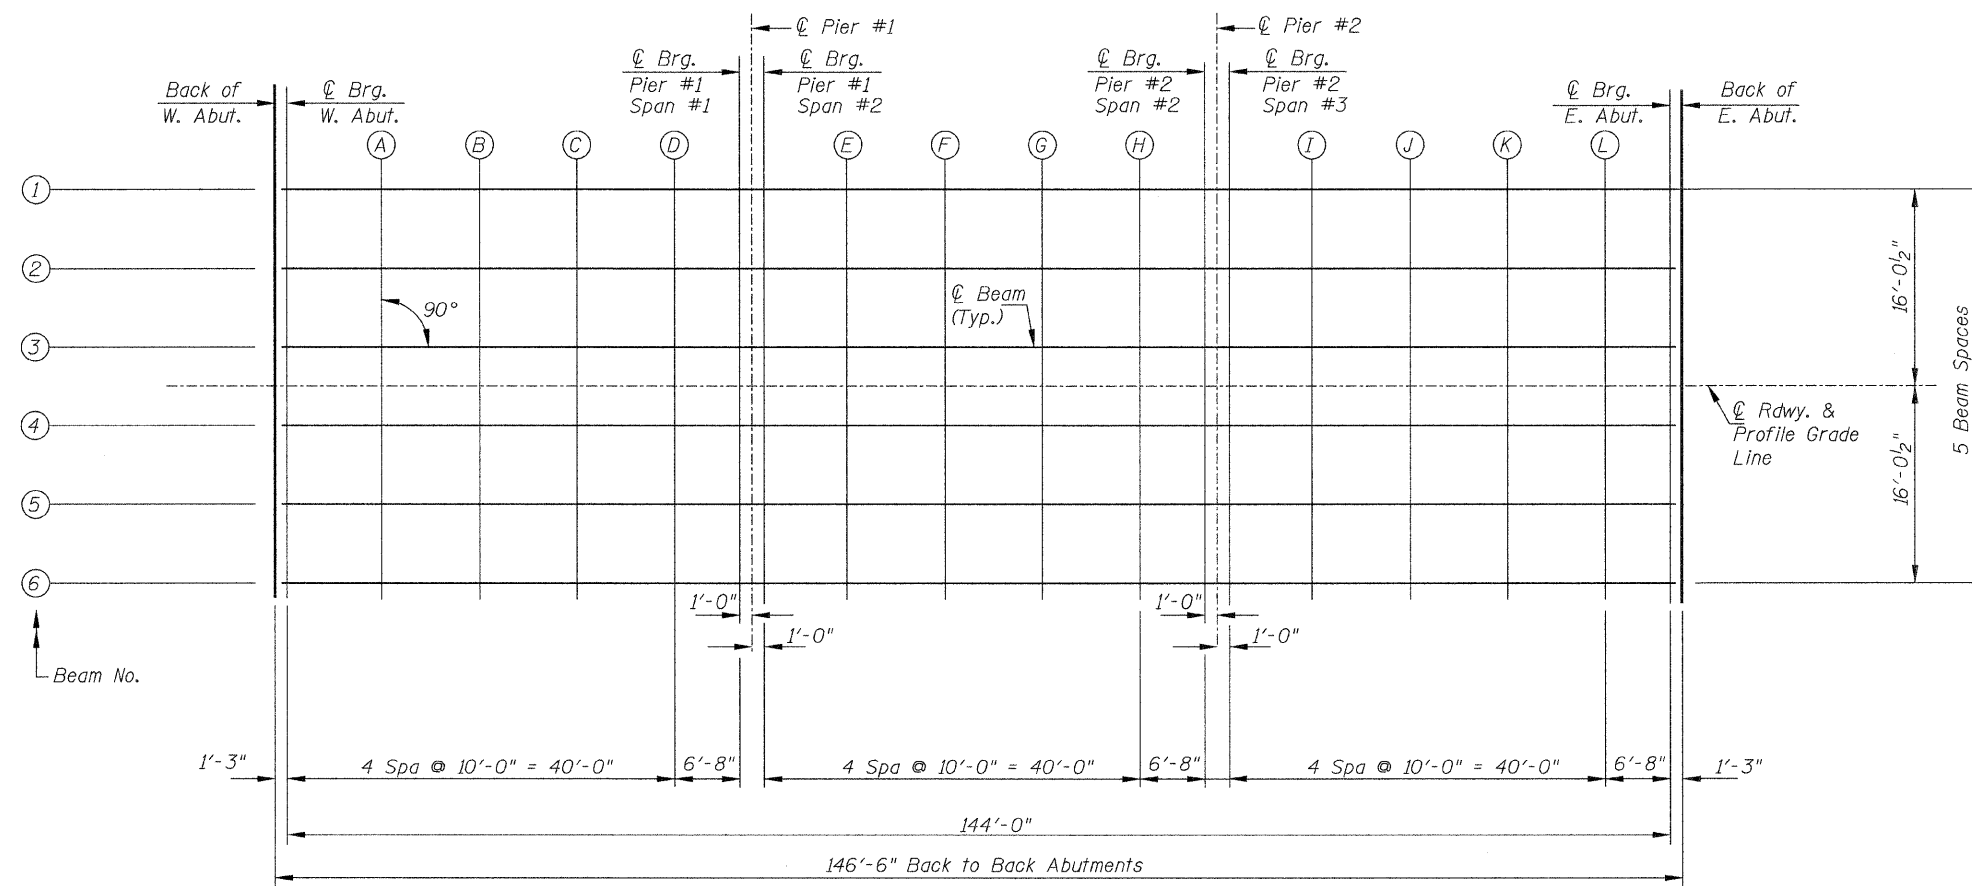 ℄ Pier #1
℄ Pier #2
℄ Brg.
Pier #1
Span #1
℄ Brg.
Pier #1
Span #2
℄ Brg.
Pier #2
Span #2
℄ Brg.
Pier #2
Span #3
Back of
W. Abut.
℄ Brg.
W. Abut.
℄ Brg.
E. Abut.
Back of
E. Abut.
A B C D E F G H I J K L
1
2
3
4
5
6
90°
℄ Beam
(Typ.)
16'-0½"
16'-0½"
5 Beam Spaces
℄ Rdwy. &
Profile Grade
Line
1'-0"
1'-0"
1'-0"
1'-0"
Beam No.
1'-3"
4 Spa @ 10'-0" = 40'-0"
6'-8"
4 Spa @ 10'-0" = 40'-0"
6'-8"
4 Spa @ 10'-0" = 40'-0"
6'-8"
1'-3"
144'-0"
146'-6" Back to Back Abutments